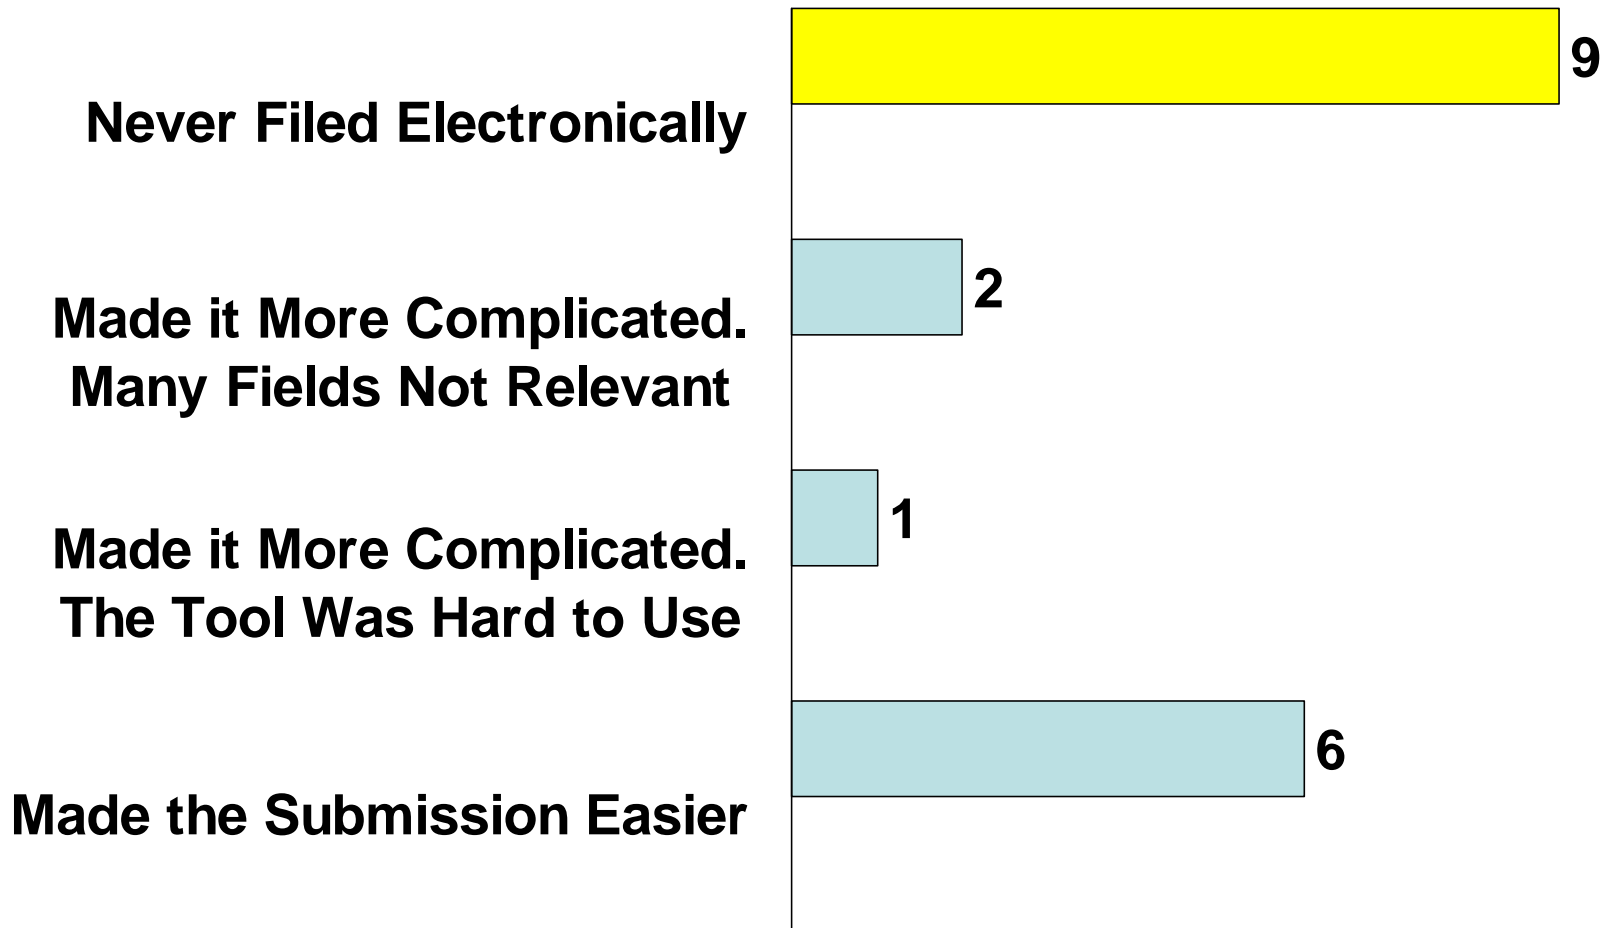 9
Never Filed Electronically
2
Made it More Complicated.
Many Fields Not Relevant
1
Made it More Complicated.
The Tool Was Hard to Use
6
Made the Submission Easier